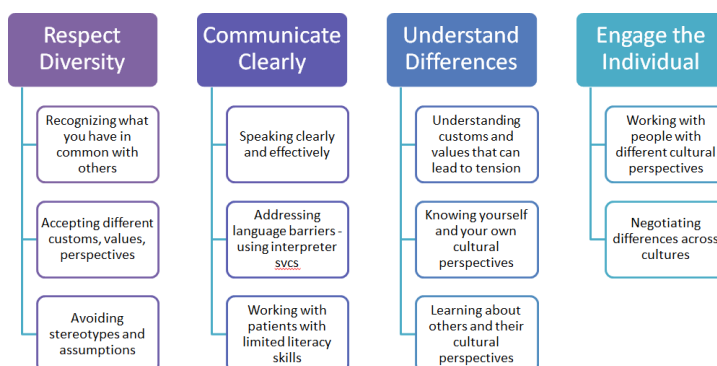 Respect
Diversity
Recognizing what
you have in
common with
others
Accepting different
customs, values,
perspectives
Avoiding
stereotypes and
assumptions
Communicate
Clearly
Speaking clearly
and effectively
Addressing
language barriers -
using interpreter
svcs
Working with
patients with
limited literacy
skills
Understand
Differences
Understanding
customs and
values that can
lead to tension
Knowing yourself
and your own
cultural
perspectives
Learning about
others and their
cultural
perspectives
Engage the
Individual
Working with
people with
different cultural
perspectives
Negotiating
differences across
cultures